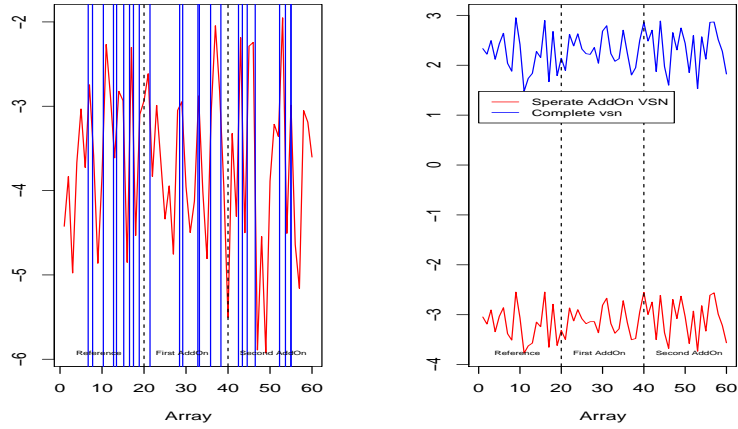 -2
-3
-4
-5
-6
Reference First AddOn Second AddOn
0 10 20 30 40 50 60
Array
3
2
1
0
-1
-2
-3
-4
Sperate AddOn VSN
Complete vsn
Reference First AddOn Second AddOn
0 10 20 30 40 50 60
Array